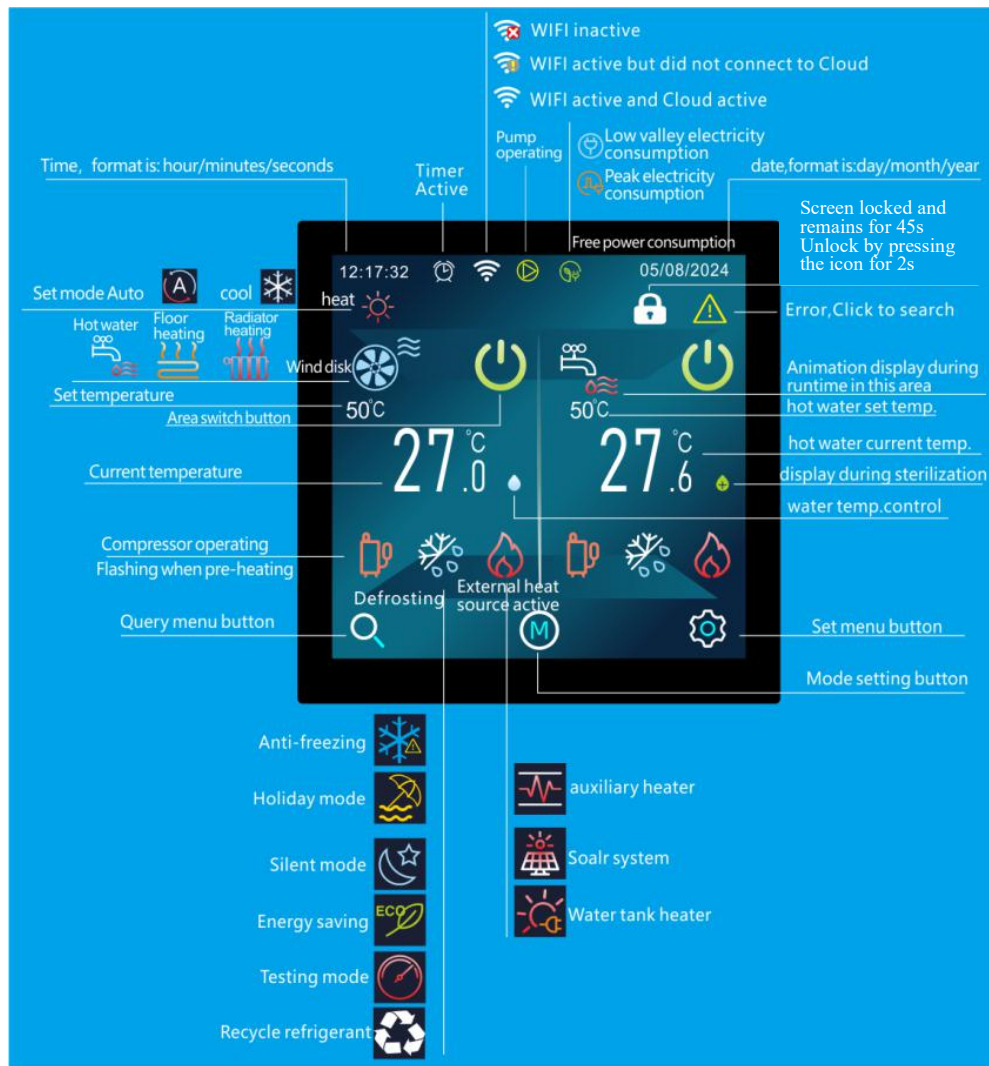 WIFI inactive
WIFI active but did not connect to Cloud
WIFI active and Cloud active
Pump
operating
Low valley electricity
consumption
Peak electricity
consumption
Time, format is: hour/minutes/seconds
Timer
Active
date,format is:day/month/year
Screen locked and
remains for 45s
Unlock by pressing
the icon for 2s
Free power consumption
12:17:32
05/08/2024
Set mode Auto
A
cool
heat
Error,Click to search
Hot water
Floor
heating
Radiator
heating
Wind disk
Animation display during
runtime in this area
Set temperature
50°C
50°C
hot water set temp.
Area switch button
27.0°C
27.6°C
hot water current temp.
Current temperature
display during sterilization
water temp.control
Compressor operating
Flashing when pre-heating
Defrosting
External heat
source active
Query menu button
M
Set menu button
Mode setting button
Anti-freezing
Holiday mode
auxiliary heater
Silent mode
Soalr system
Energy saving
ECO
Water tank heater
Testing mode
Recycle refrigerant